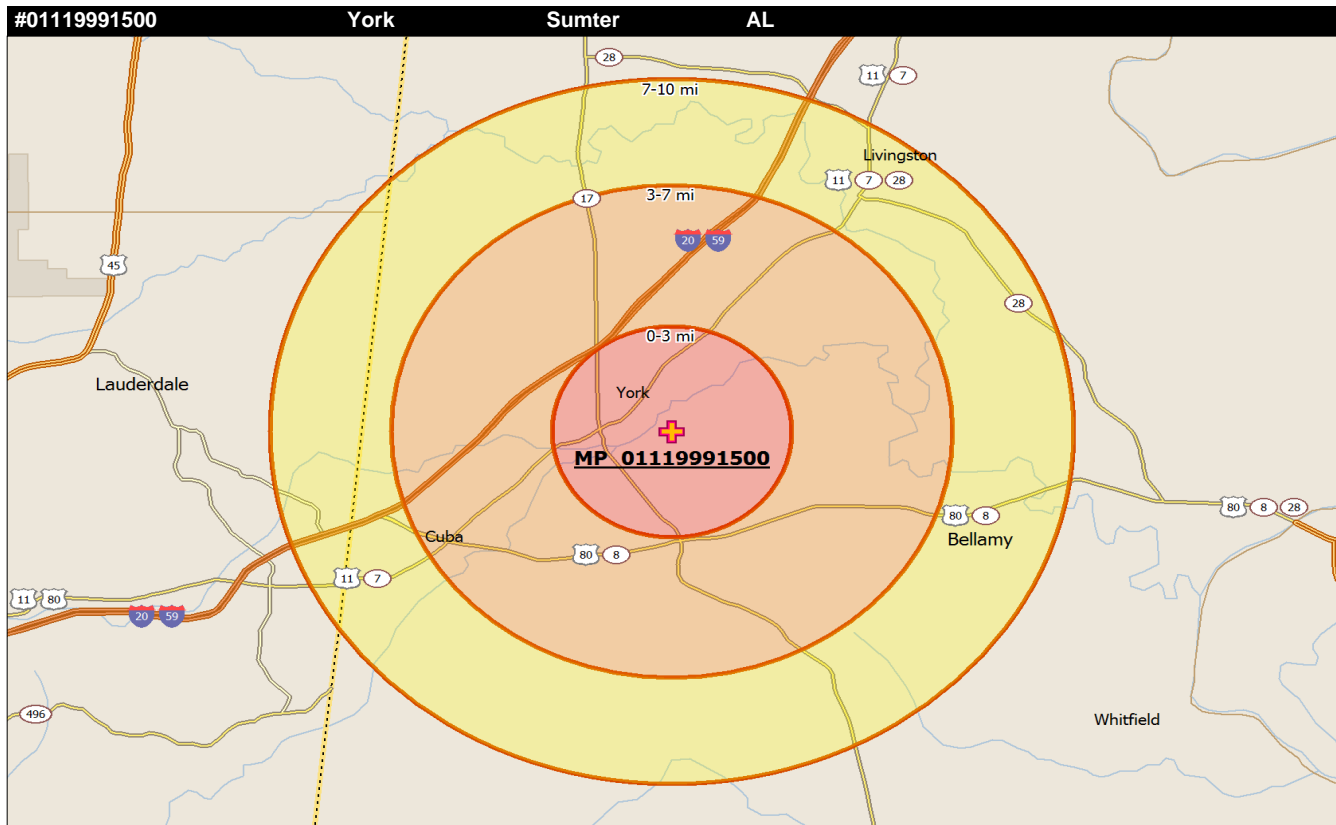 #01119991500 York Sumter AL
28
11 7
7-10 mi
Livingston
11 7 28
3-7 mi
17
20 59
45
28
0-3 mi
Lauderdale
York
MP 01119991500
80 8 28
80 8
Cuba
Bellamy
80 8
11 7
11 80
20 59
496
Whitfield